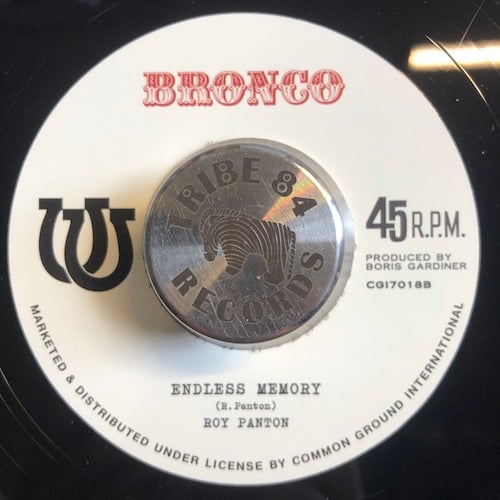 BRONCO
TRIBE 84
RECORDS
45 R.P.M.
PRODUCED BY
BORIS GARDINER
CGI7018B
ENDLESS MEMORY
(R. Panton)
ROY PANTON
MARKETED & DISTRIBUTED UNDER LICENSE BY COMMON GROUND INTERNATIONAL